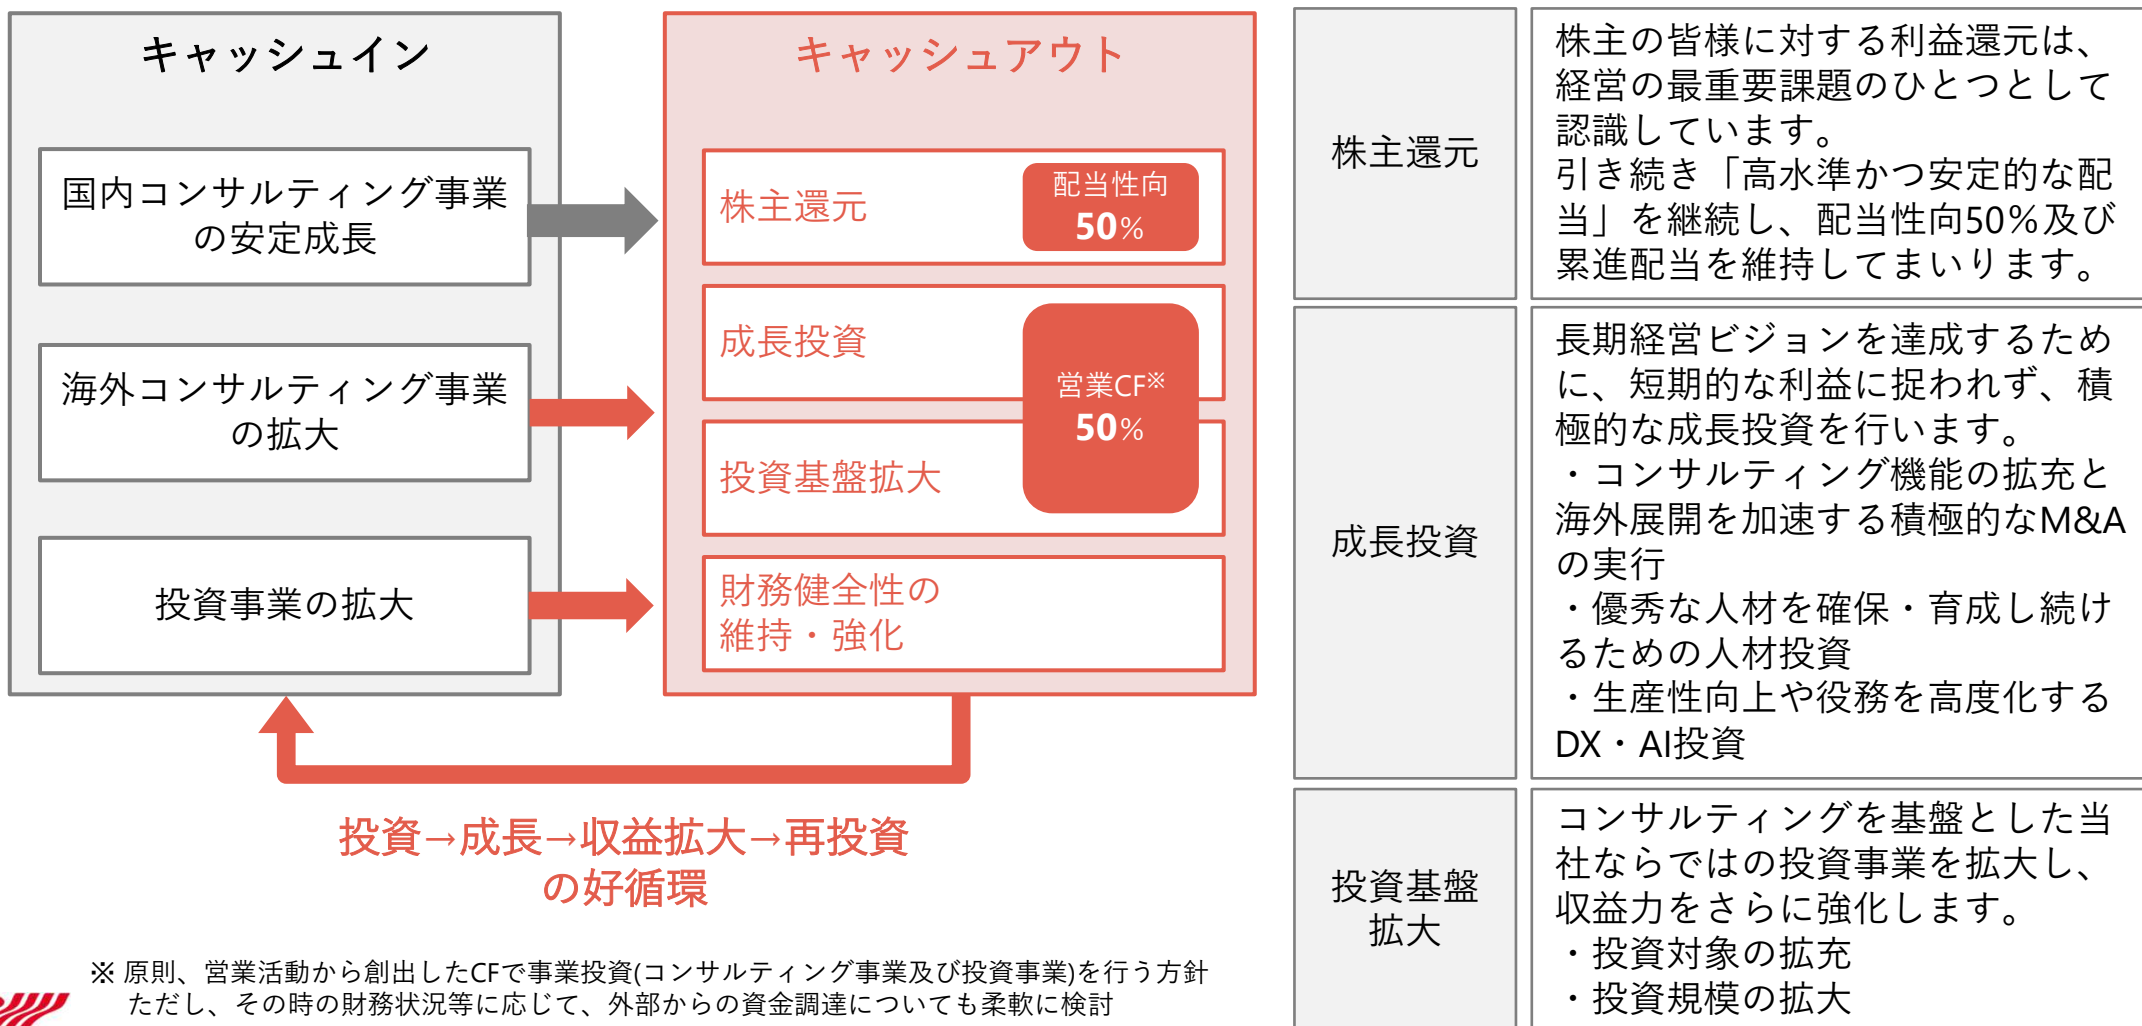 キャッシュイン
国内コンサルティング事業
の安定成長
海外コンサルティング事業
の拡大
投資事業の拡大
キャッシュアウト
株主還元
配当性向
50%
成長投資
営業CF※
50%
投資基盤拡大
財務健全性の
維持・強化
投資→成長→収益拡大→再投資
の好循環
※ 原則、営業活動から創出したCFで事業投資(コンサルティング事業及び投資事業)を行う方針
ただし、その時の財務状況等に応じて、外部からの資金調達についても柔軟に検討
株主還元
株主の皆様に対する利益還元は、
経営の最重要課題のひとつとして
認識しています。
引き続き「高水準かつ安定的な配
当」を継続し、配当性向50%及び
累進配当を維持してまいります。
成長投資
長期経営ビジョンを達成するため
に、短期的な利益に捉われず、積
極的な成長投資を行います。
・コンサルティング機能の拡充と
海外展開を加速する積極的なM&A
の実行
・優秀な人材を確保・育成し続け
るための人材投資
・生産性向上や役務を高度化する
DX・AI投資
投資基盤
拡大
コンサルティングを基盤とした当
社ならではの投資事業を拡大し、
収益力をさらに強化します。
・投資対象の拡充
・投資規模の拡大